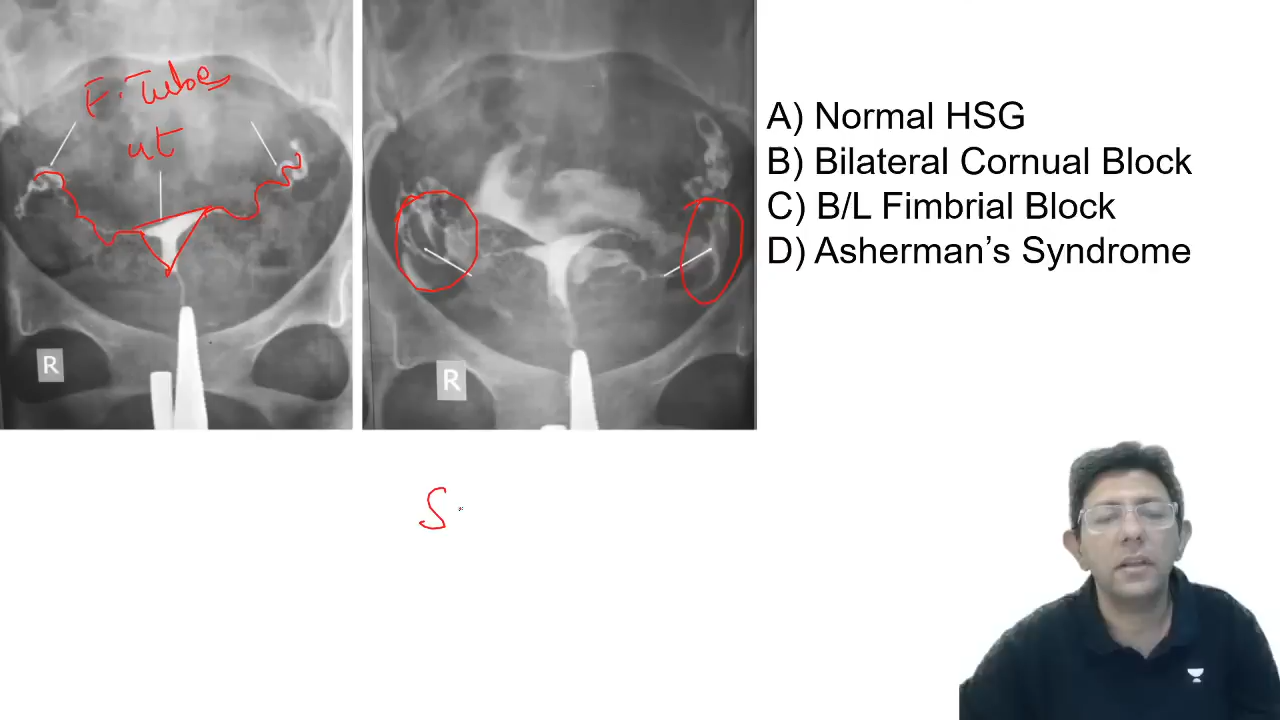 F. Tube
ut
R
R
A) Normal HSG
B) Bilateral Cornual Block
C) B/L Fimbrial Block
D) Asherman’s Syndrome
S